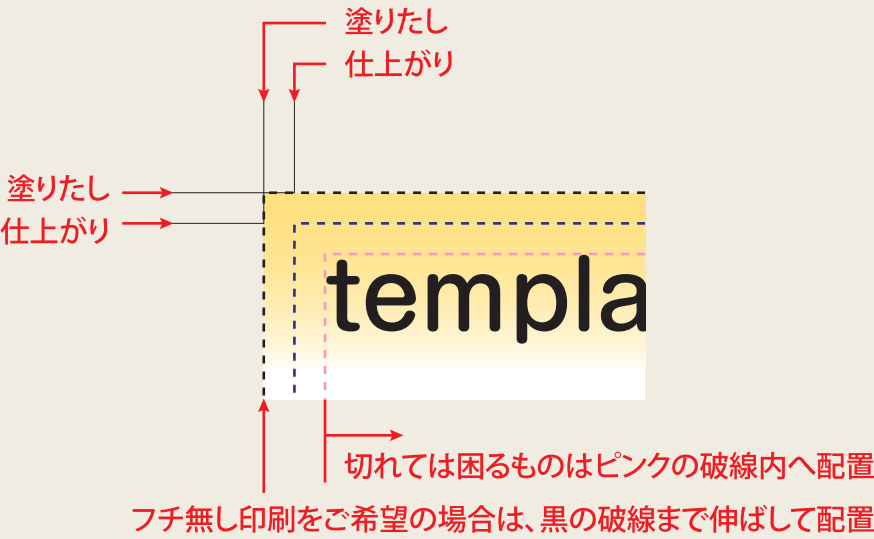 塗りたし
仕上がり
塗りたし
仕上がり
templa
切れては困るものはピンクの破線内へ配置
フチ無し印刷をご希望の場合は、黒の破線まで伸ばして配置